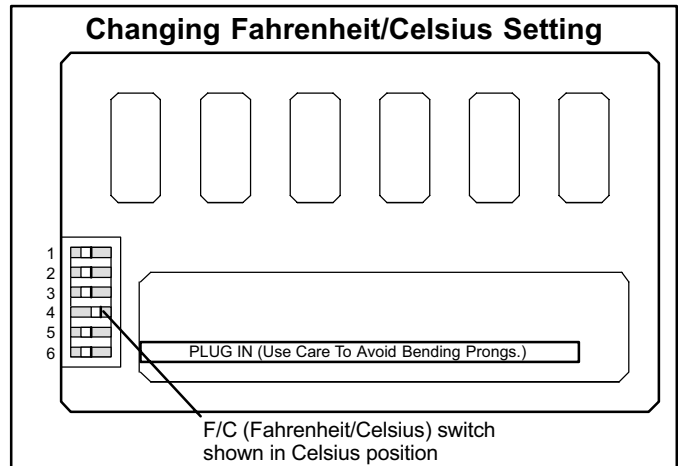 Changing Fahrenheit/Celsius Setting
1
2
3
4
5
6
PLUG IN (Use Care To Avoid Bending Prongs.)
F/C (Fahrenheit/Celsius) switch
shown in Celsius position